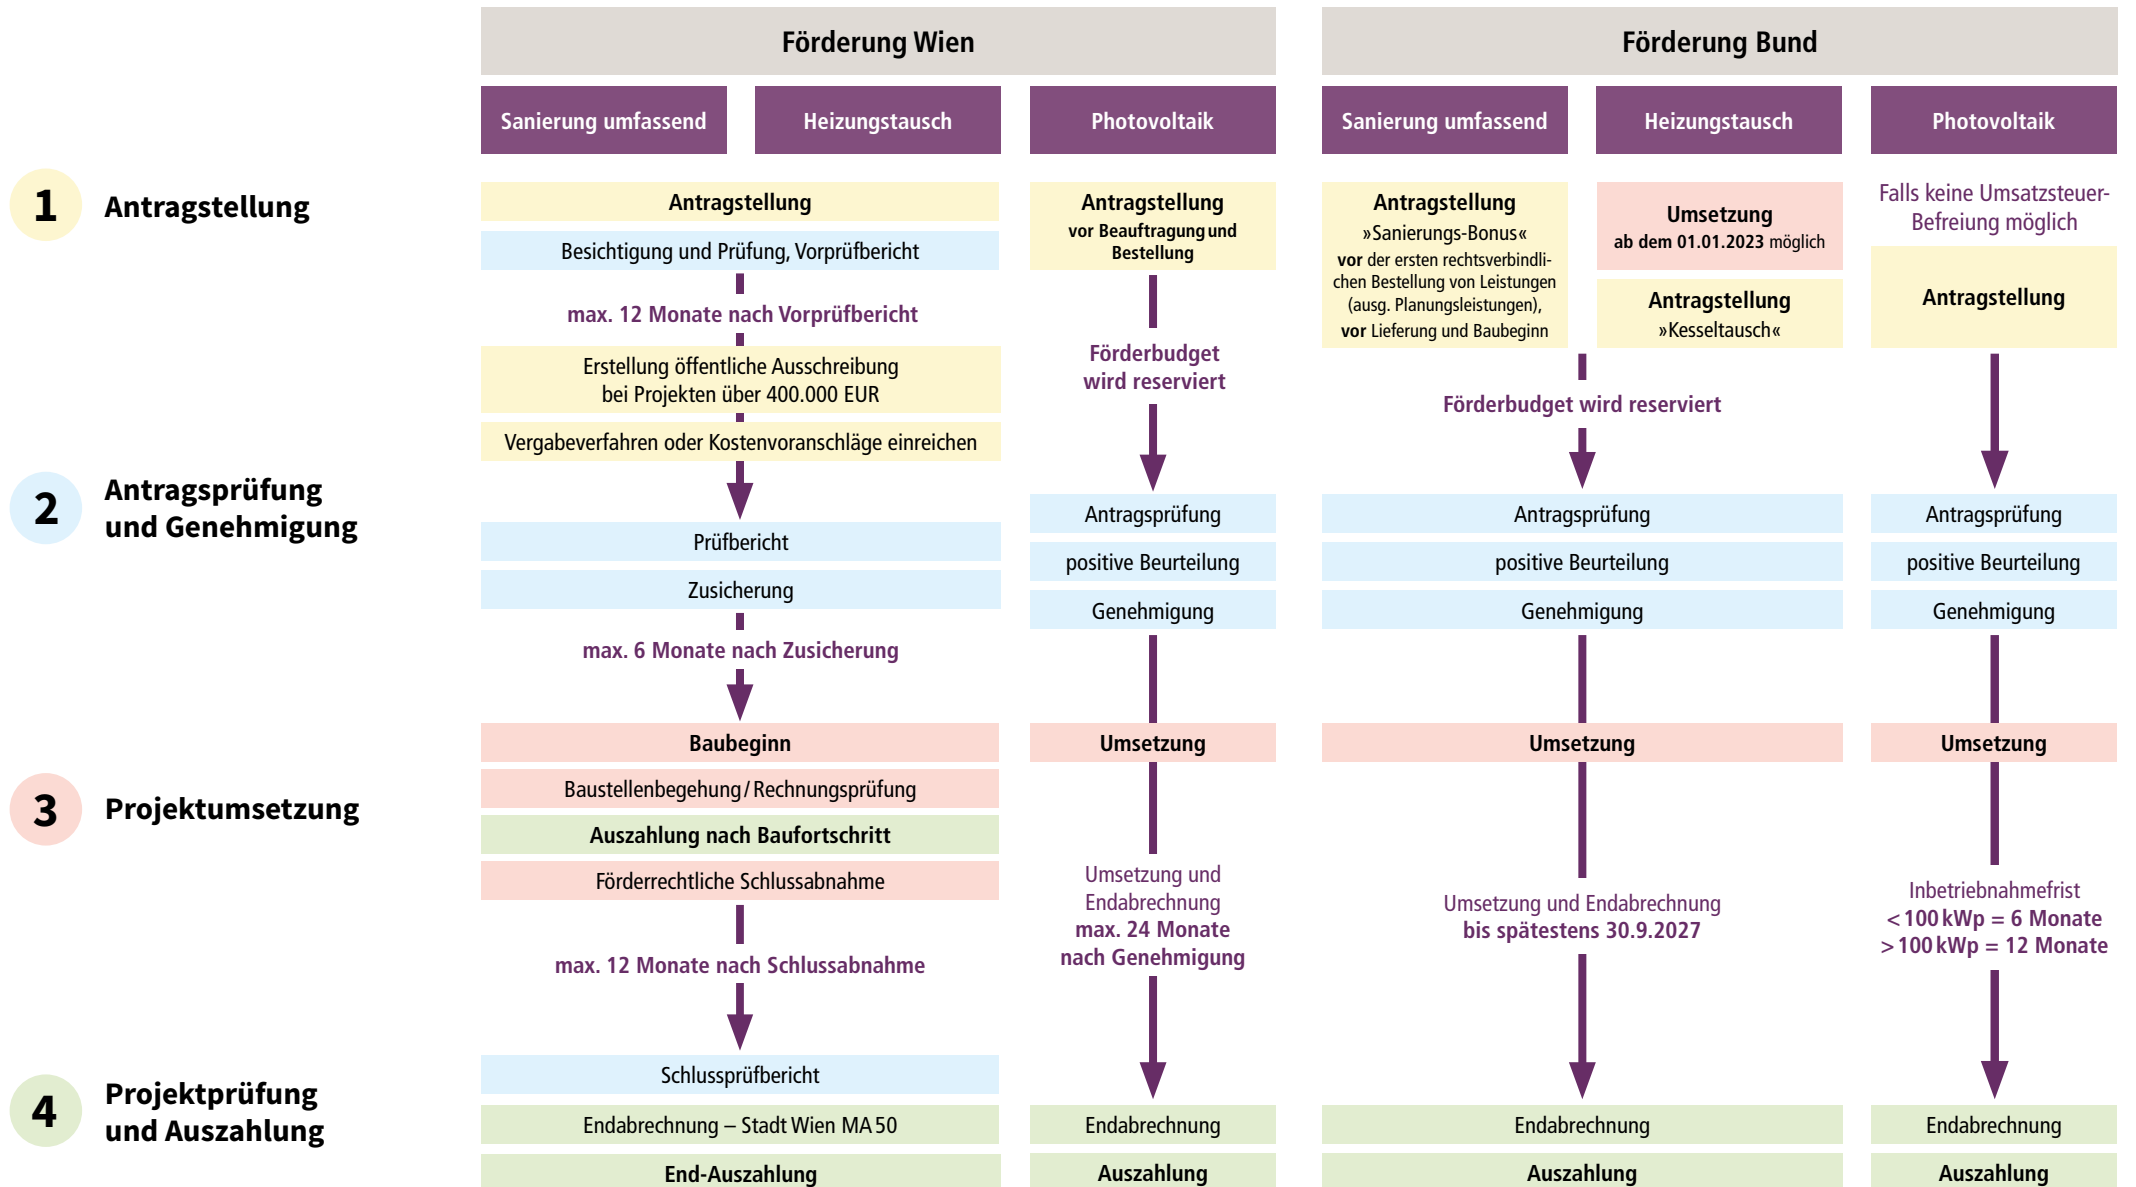 Förderung Wien
Förderung Bund
Sanierung umfassend
Heizungstausch
Photovoltaik
Sanierung umfassend
Heizungstausch
Photovoltaik
1
Antragstellung
Antragstellung
Besichtigung und Prüfung, Vorprüfbericht
max. 12 Monate nach Vorprüfbericht
Erstellung öffentliche Ausschreibung
bei Projekten über 400.000 EUR
Vergabeverfahren oder Kostenvoranschläge einreichen
Antragstellung
vor Beauftragung und
Bestellung
Förderbudget
wird reserviert
Antragstellung
»Sanierungs-Bonus«
vor der ersten rechtsverbindli-
chen Bestellung von Leistungen
(ausg. Planungsleistungen),
vor Lieferung und Baubeginn
Umsetzung
ab dem 01.01.2023 möglich
Antragstellung
»Kesseltausch«
Förderbudget wird reserviert
Falls keine Umsatzsteuer-
Befreiung möglich
Antragstellung
2
Antragsprüfung
und Genehmigung
Prüfbericht
Zusicherung
max. 6 Monate nach Zusicherung
Antragsprüfung
positive Beurteilung
Genehmigung
Antragsprüfung
positive Beurteilung
Genehmigung
Antragsprüfung
positive Beurteilung
Genehmigung
3
Projektumsetzung
Baubeginn
Baustellenbegehung / Rechnungsprüfung
Auszahlung nach Baufortschritt
Förderrechtliche Schlussabnahme
max. 12 Monate nach Schlussabnahme
Umsetzung
Umsetzung und
Endabrechnung
max. 24 Monate
nach Genehmigung
Umsetzung
Umsetzung und Endabrechnung
bis spätestens 30.9.2027
Umsetzung
Inbetriebnahmefrist
< 100 kWp = 6 Monate
> 100 kWp = 12 Monate
4
Projektprüfung
und Auszahlung
Schlussprüfbericht
Endabrechnung – Stadt Wien MA 50
End-Auszahlung
Endabrechnung
Auszahlung
Endabrechnung
Auszahlung
Endabrechnung
Auszahlung